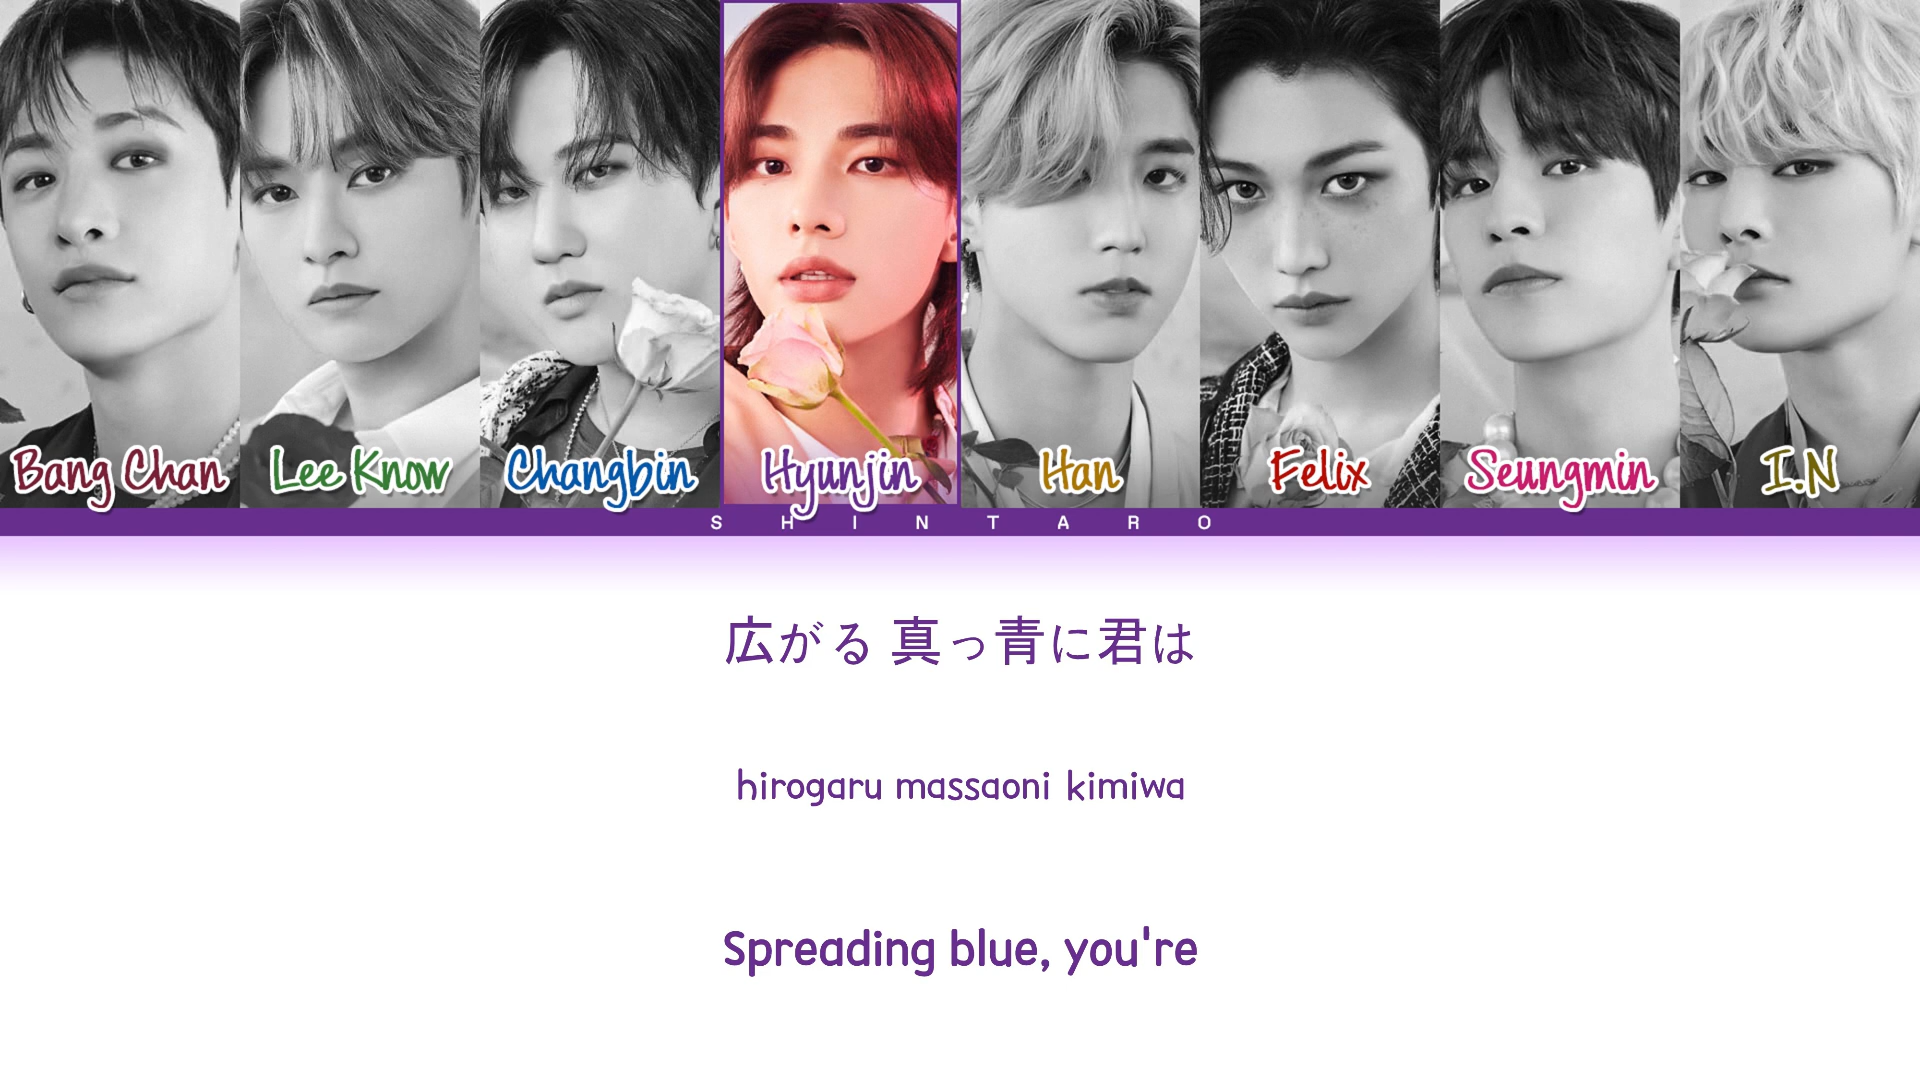 Bang Chan Lee Know Changbin Hyunjin Han Felix Seungmin I.N
SHINTARO
広がる 真っ青に君は
hirogaru massaoni kimiwa
Spreading blue, you're